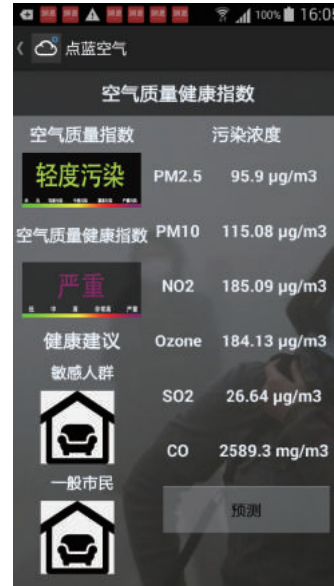 100% 16:05
点蓝空气
空气质量健康指数
空气质量指数
污染浓度
轻度污染
PM2.5 95.9 µg/m3
空气质量健康指数
PM10 115.08 µg/m3
严重
NO2 185.09 µg/m3
健康建议
Ozone 184.13 µg/m3
敏感人群
SO2 26.64 µg/m3
CO 2589.3 mg/m3
一般市民
预测